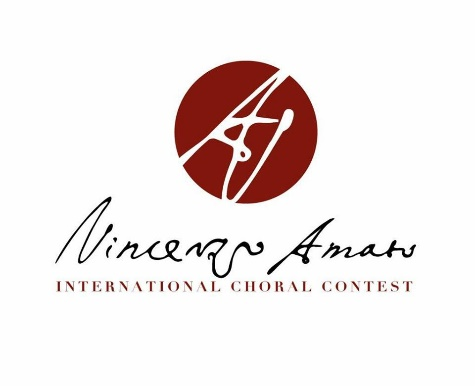 Vincenzo Amato
INTERNATIONAL CHORAL CONTEST